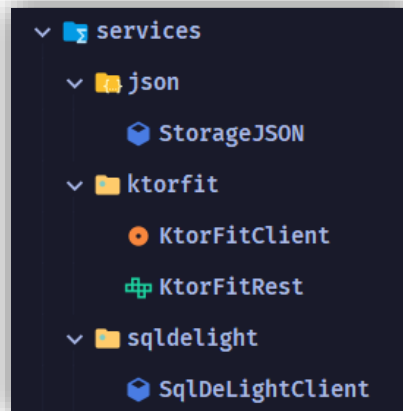 services
json
StorageJSON
ktorfit
KtorFitClient
KtorFitRest
sqldelight
SqlDeLightClient